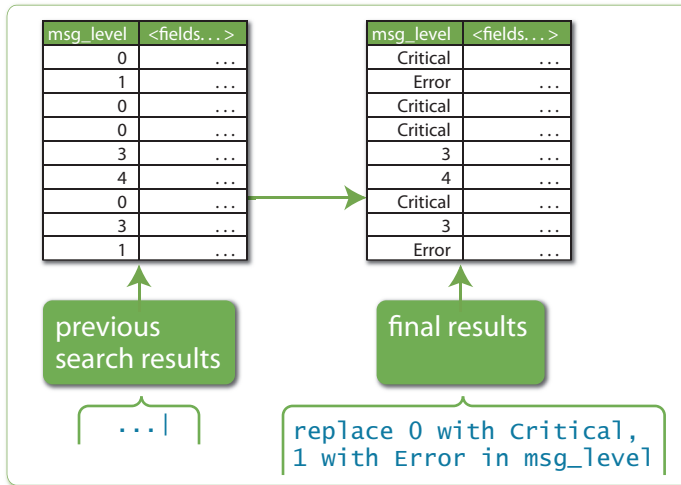 msg_level <fields...> msg_level <fields...>
0 ... Critical ...
1 ... Error ...
0 ... Critical ...
0 ... Critical ...
3 ... 3 ...
4 ... 4 ...
0 ... Critical ...
3 ... 3 ...
1 ... Error ...
previous
search results
final results
...|
replace 0 with Critical,
1 with Error in msg_level